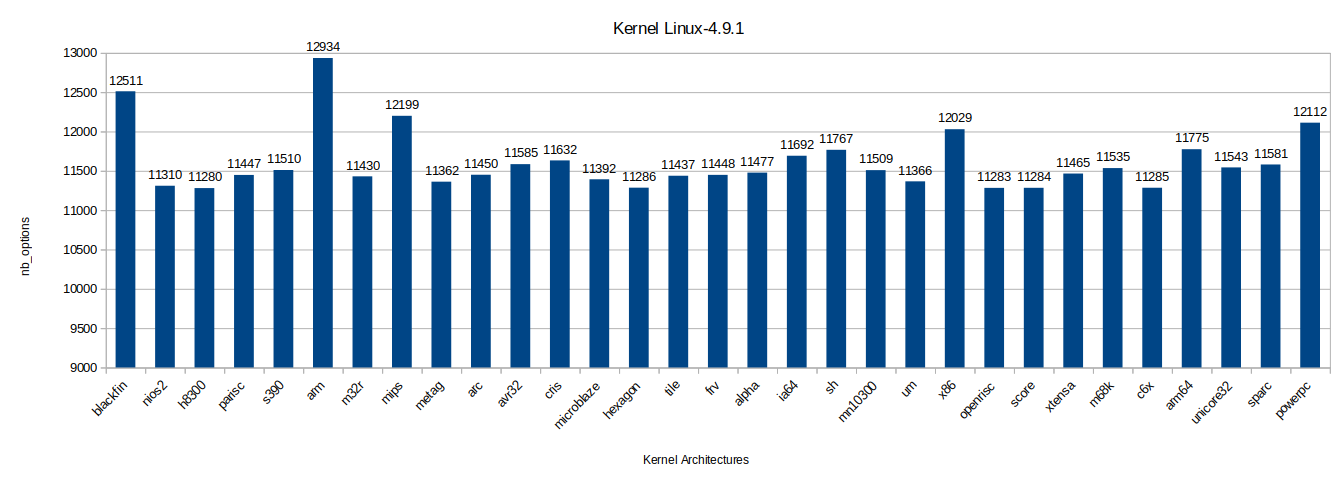 Kernel Linux-4.9.1
nb_options
13000
12500
12000
11500
11000
10500
10000
9500
9000
12511
11310
11280
11447
11510
12934
11430
12199
11362
11450
11585
11632
11392
11286
11437
11448
11477
11692
11767
11509
11366
12029
11283
11284
11465
11535
11285
11775
11543
11581
12112
blackfin
nios2
h8300
parisc
s390
arm
m32r
mips
metag
arc
avr32
cris
microblaze
hexagon
tile
frv
alpha
ia64
sh
mn10300
um
x86
openrisc
score
xtensa
m68k
c6x
arm64
unicore32
sparc
powerpc
Kernel Architectures